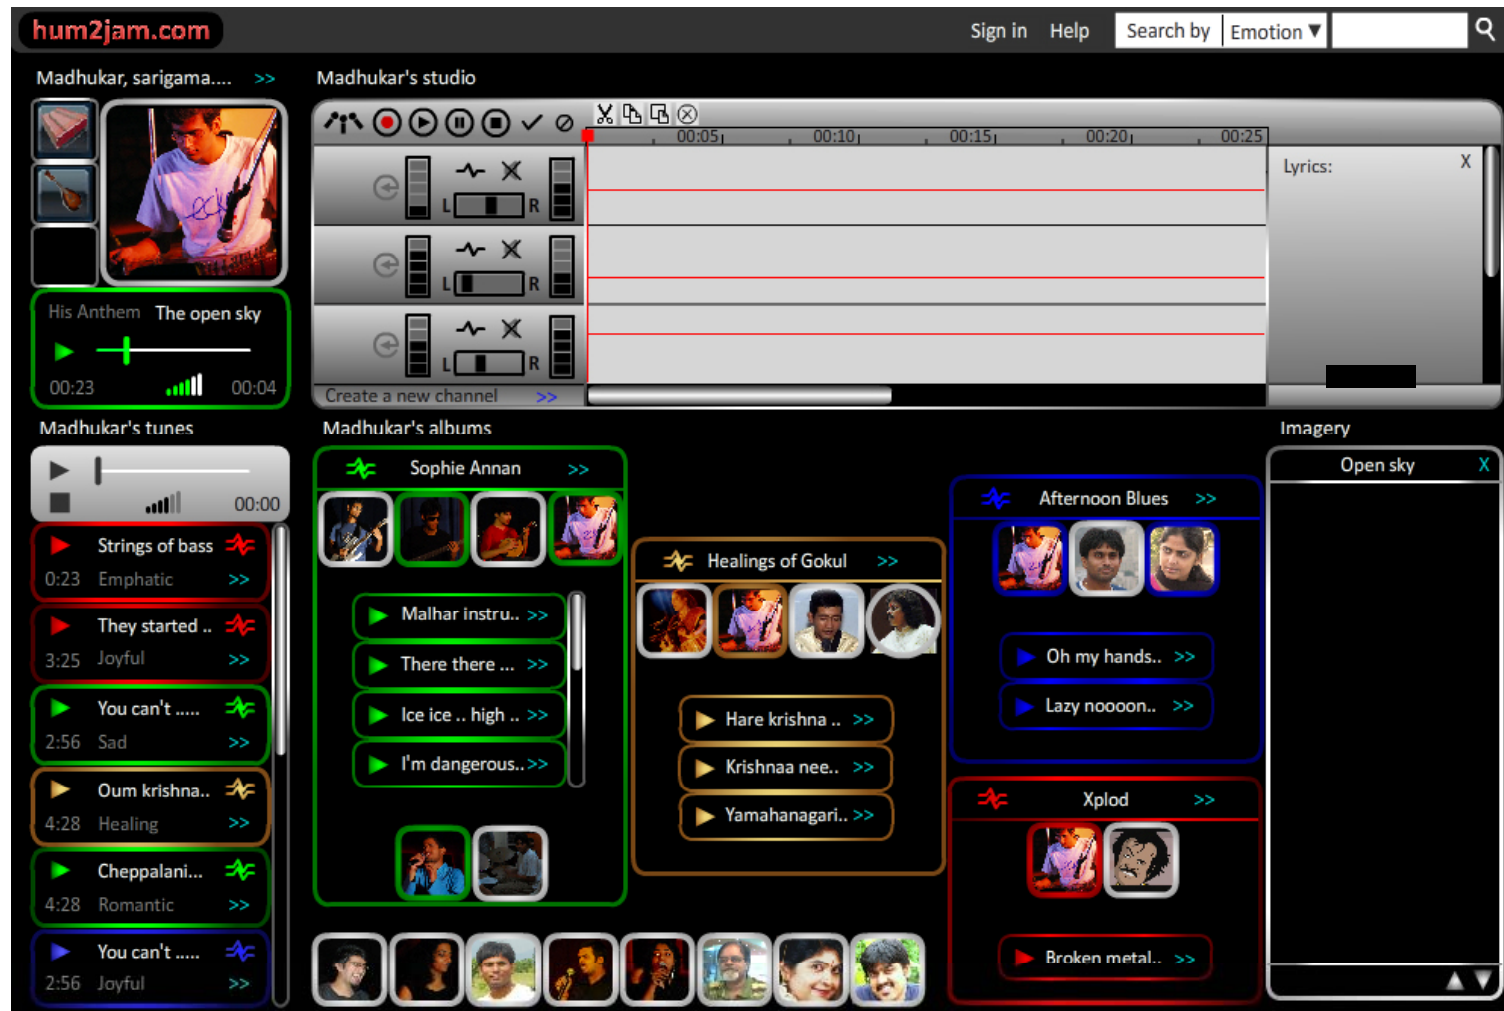 hum2jam.com
Sign in Help Search by Emotion ▼
Madhukar, sarigama.... >>
Madhukar's studio
00:05 00:10 00:15 00:20 00:25
Lyrics: X
L R
L R
L R
Create a new channel >>
His Anthem The open sky
00:23 00:04
Madhukar's tunes
00:00
Strings of bass
0:23 Emphatic >>
They started ..
3:25 Joyful >>
You can't .....
2:56 Sad >>
Oum krishna..
4:28 Healing >>
Cheppalani...
4:28 Romantic >>
You can't .....
2:56 Joyful >>
Madhukar's albums
Sophie Annan >>
Malhar instru.. >>
There there ... >>
Ice ice .. high .. >>
I'm dangerous.. >>
Healings of Gokul >>
Hare krishna .. >>
Krishnaa nee.. >>
Yamahanagari.. >>
Afternoon Blues >>
Oh my hands.. >>
Lazy noooon.. >>
Xplod >>
Broken metal.. >>
Imagery
Open sky X